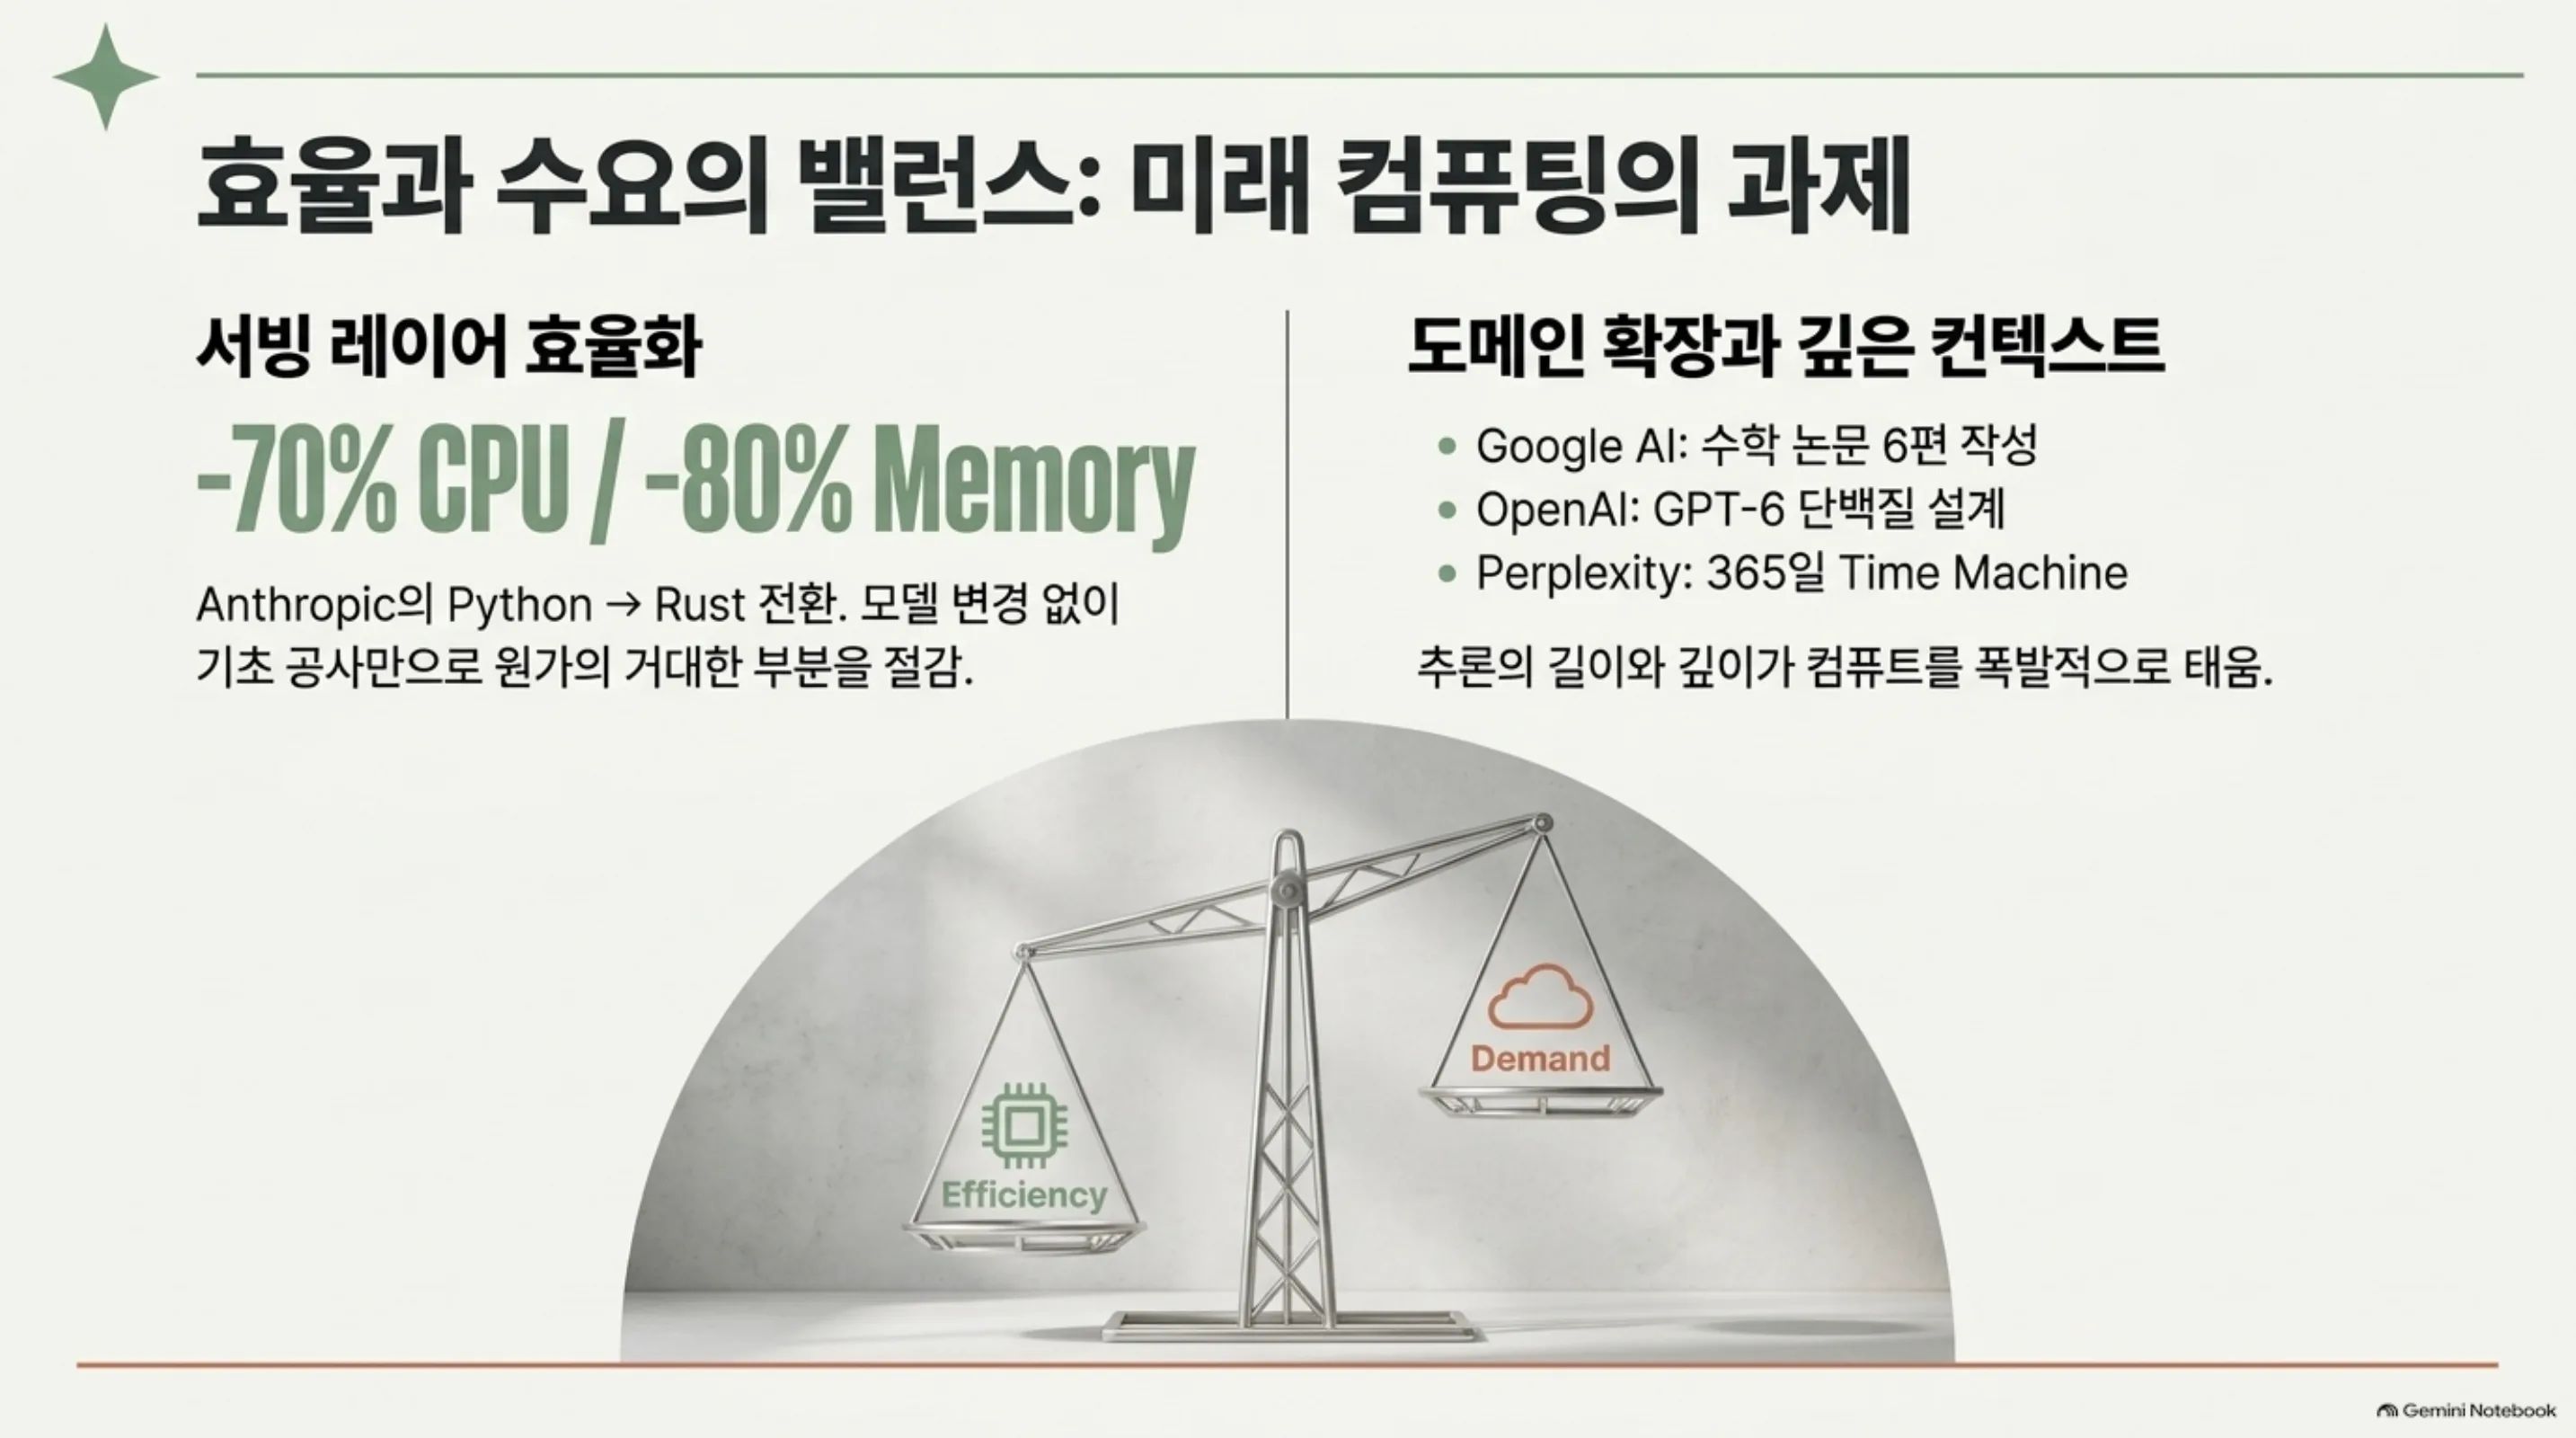 효율과 수요의 밸런스: 미래 컴퓨팅의 과제
서빙 레이어 효율화
-70% CPU / -80% Memory
Anthropic의 Python → Rust 전환. 모델 변경 없이
기초 공사만으로 원가의 거대한 부분을 절감.
도메인 확장과 깊은 컨텍스트
• Google AI: 수학 논문 6편 작성
• OpenAI: GPT-6 단백질 설계
• Perplexity: 365일 Time Machine
추론의 길이와 깊이가 컴퓨트를 폭발적으로 태움.
Demand
Efficiency
Gemini Notebook